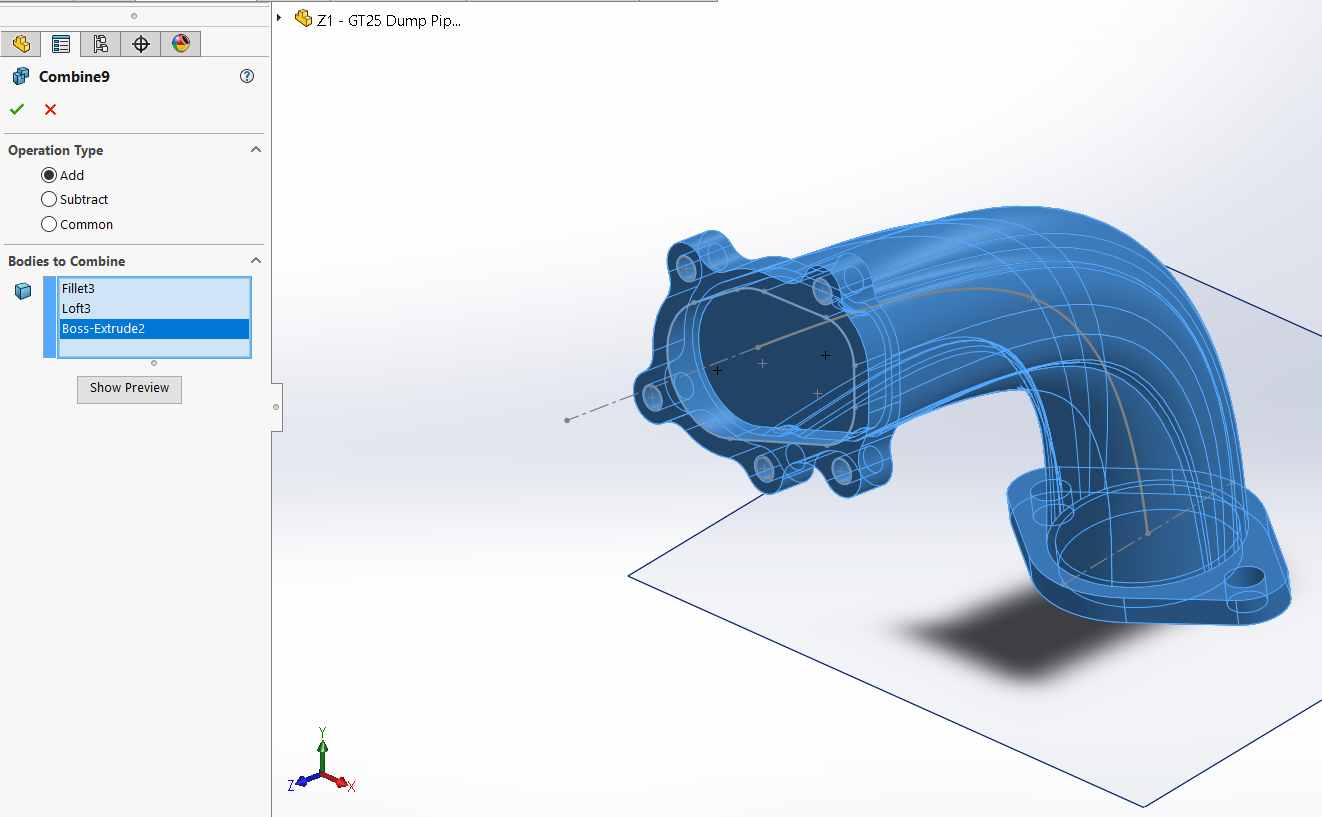 Z1 - GT25 Dump Pip...
Combine9
?
Operation Type
Add
Subtract
Common
Bodies to Combine
Fillet3
Loft3
Boss-Extrude2
Show Preview
Y
Z
X